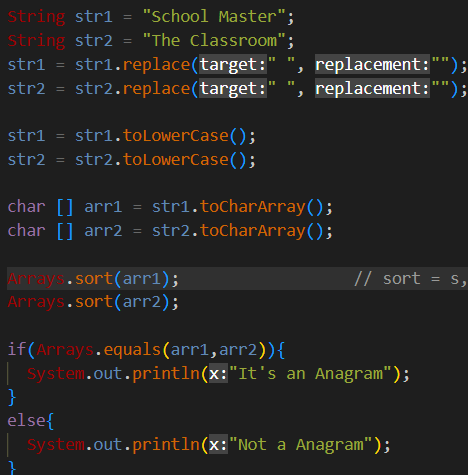 String str1 = "School Master";
String str2 = "The Classroom";
str1 = str1.replace(target:" ", replacement:"");
str2 = str2.replace(target:" ", replacement:"");
str1 = str1.toLowerCase();
str2 = str2.toLowerCase();
char [] arr1 = str1.toCharArray();
char [] arr2 = str2.toCharArray();
Arrays.sort(arr1); // sort = s,
Arrays.sort(arr2);
if(Arrays.equals(arr1,arr2)){
System.out.println(x:"It's an Anagram");
}
else{
System.out.println(x:"Not a Anagram");
}